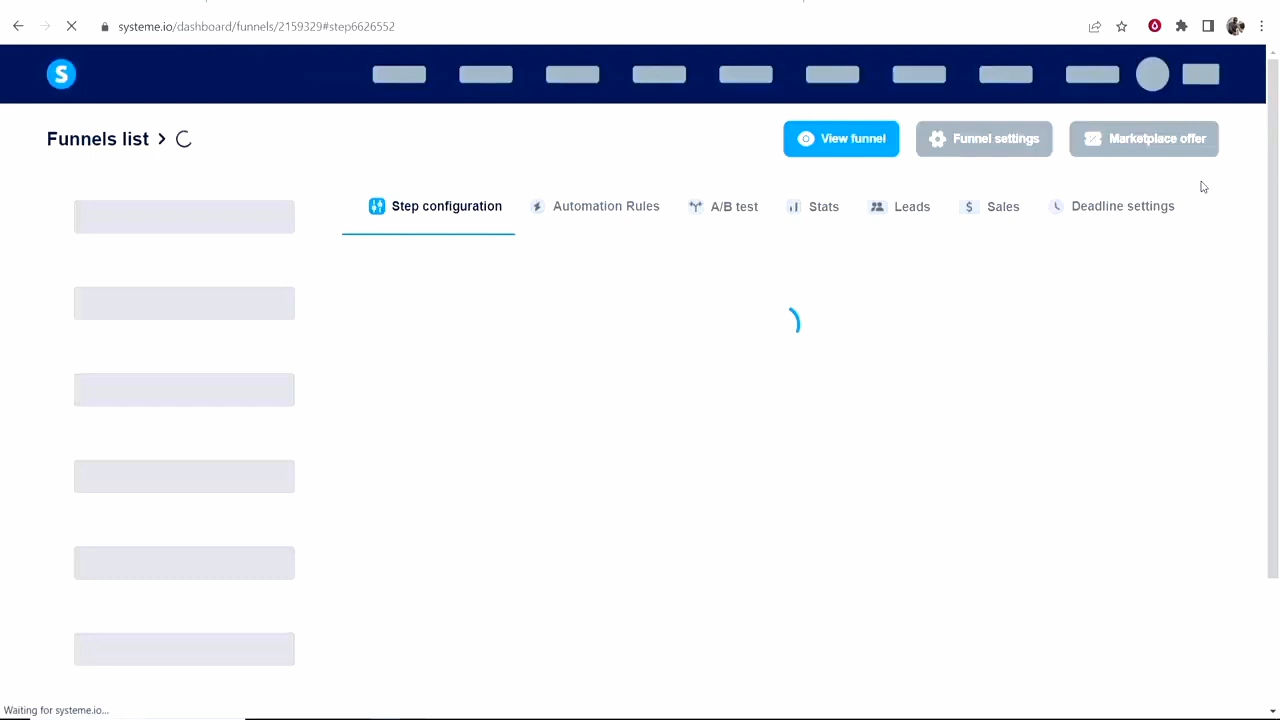 systeme.io/dashboard/funnels/2159329#step6626552
S
Funnels list
View funnel
Funnel settings
Marketplace offer
Step configuration
Automation Rules
A/B test
Stats
Leads
$ Sales
Deadline settings
Waiting for systeme.io...